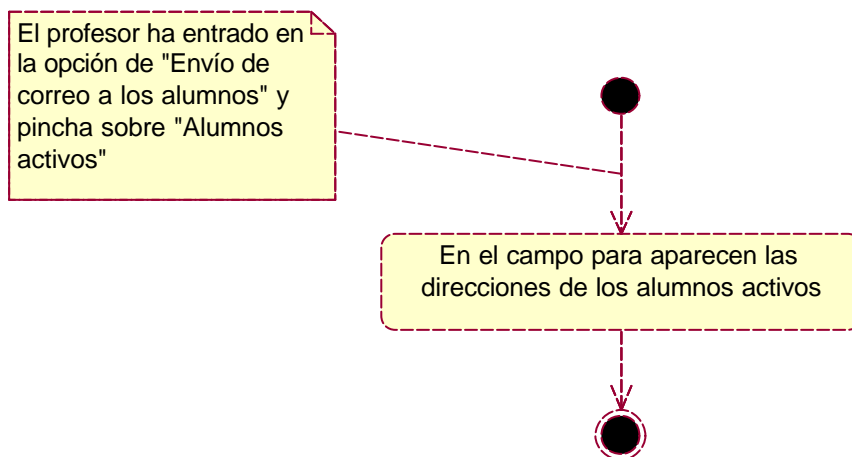 El profesor ha entrado en
la opción de "Envío de
correo a los alumnos" y
pincha sobre "Alumnos
activos"
En el campo para aparecen las
direcciones de los alumnos activos